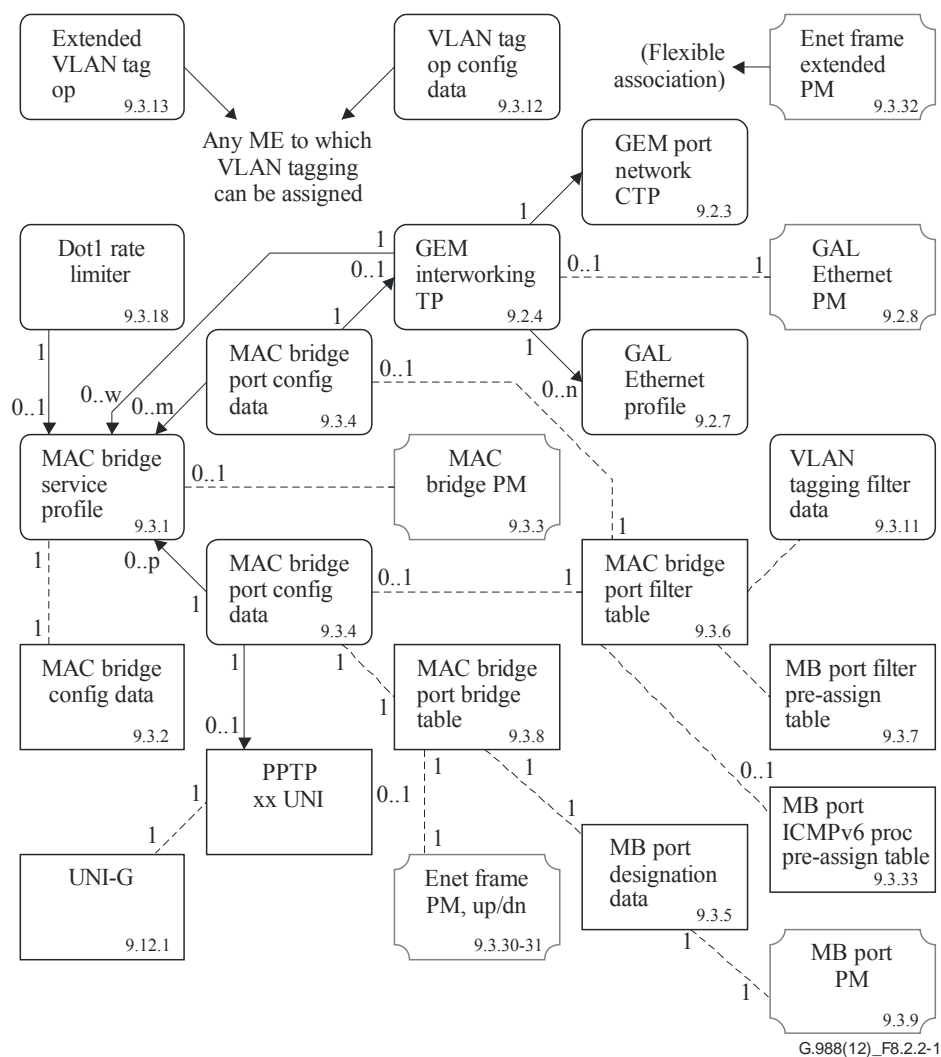 Extended
VLAN tag
op
9.3.13
VLAN tag
op config
data
9.3.12
(Flexible
association)
Enet frame
extended
PM
9.3.32
Any ME to which
VLAN tagging
can be assigned
GEM port
network
CTP
9.2.3
1
Dot1 rate
limiter
9.3.18
1
0..1
GEM
interworking
TP
9.2.4
0..1
1
GAL
Ethernet
PM
9.2.8
1
1
0..1
0..w
0..m
MAC bridge
port config
data
9.3.4
0..1
1
0..n
GAL
Ethernet
profile
9.2.7
MAC bridge
service
profile
9.3.1
0..1
MAC
bridge PM
9.3.3
1
VLAN
tagging filter
data
9.3.11
1
1
0..p
1
MAC bridge
port config
data
9.3.4
0..1
1
MAC bridge
port filter
table
9.3.6
MAC bridge
config data
9.3.2
1
0..1
1
1
MAC bridge
port bridge
table
9.3.8
MB port filter
pre-assign
table
9.3.7
PPTP
xx UNI
0..1
1
1
1
1
0..1
MB port
ICMPv6 proc
pre-assign table
9.3.33
1
1
UNI-G
9.12.1
Enet frame
PM, up/dn
9.3.30-31
MB port
designation
data
9.3.5
1
1
MB port
PM
9.3.9
G.988(12)_F8.2.2-1